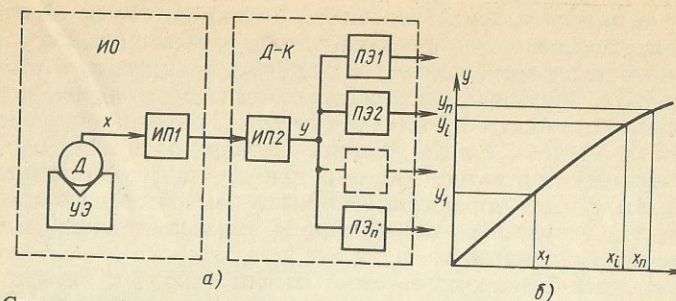 ИО
Д-К
х
ИП1
ИП2
у
ПЭ1
ПЭ2
ПЭn
Д
УЭ
а)
y
yn
yi
y1
x1
xi
xn
б)